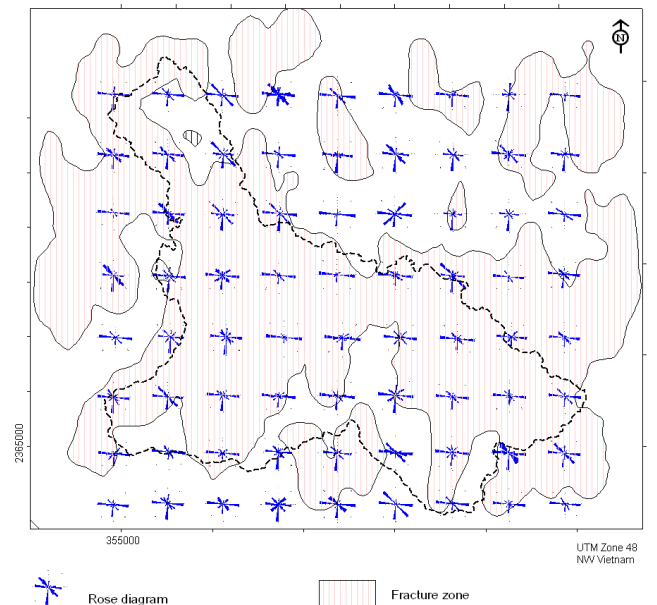 N
2365000
355000
UTM Zone 48
NW Vietnam
Rose diagram
Fracture zone